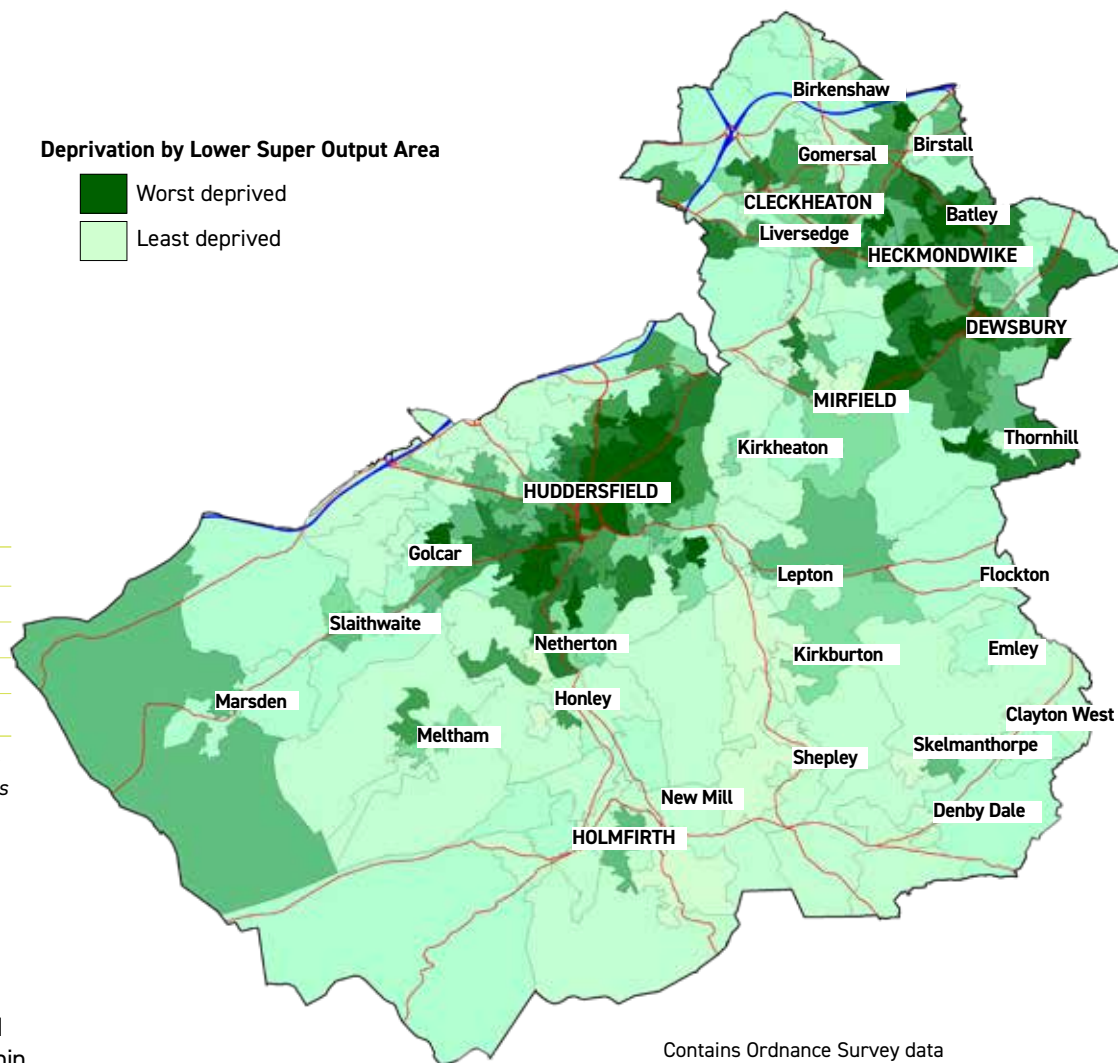 Deprivation by Lower Super Output Area
Worst deprived
Least deprived
Birkenshaw
Birstall
Gomersal
CLECKHEATON
Batley
Liversedge
HECKMONDWIKE
DEWSBURY
MIRFIELD
Thornhill
Kirkheaton
HUDDERSFIELD
Golcar
Lepton
Flockton
Slaithwaite
Netherton
Kirkburton
Emley
Marsden
Honley
Clayton West
Meltham
Skelmanthorpe
Shepley
New Mill
Denby Dale
HOLMFIRTH
Contains Ordnance Survey data